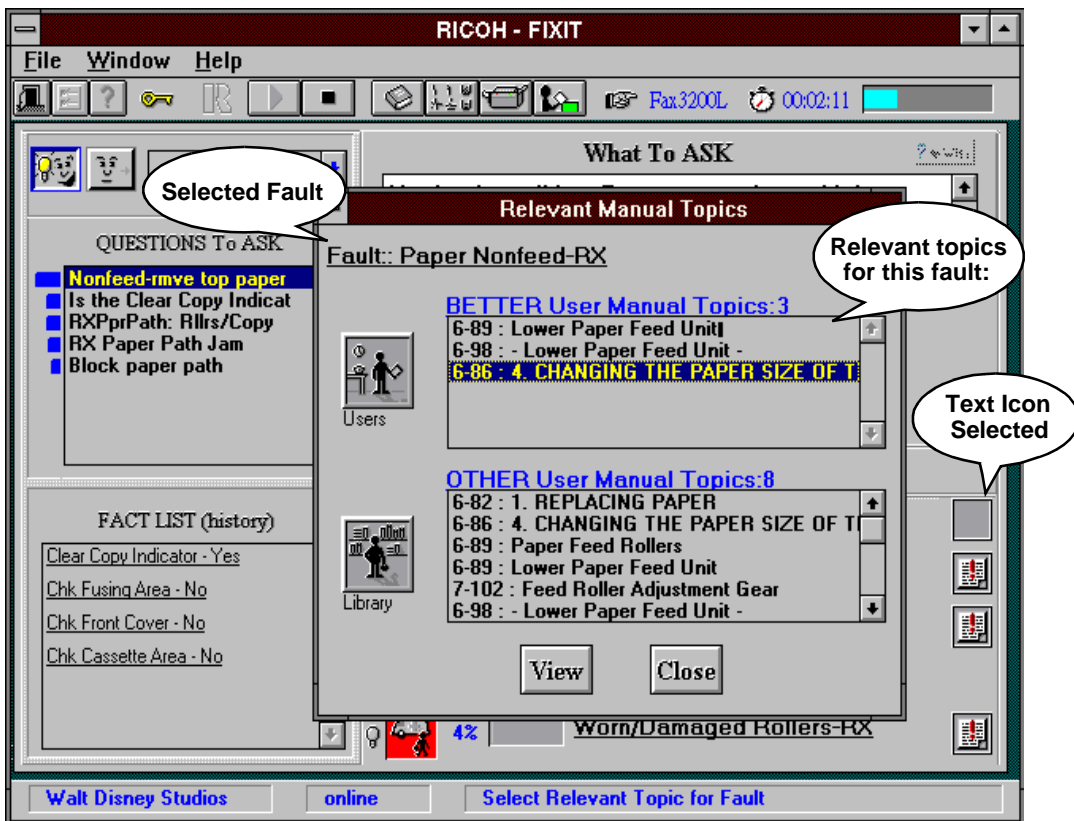 RICOH - FIXIT
File Window Help
Fax3200L 00:02:11
What To ASK
Selected Fault
Relevant Manual Topics
QUESTIONS To ASK
Fault:: Paper Nonfeed-RX
Relevant topics
for this fault:
Nonfeed-rmve top paper
Is the Clear Copy Indicat
RXPprPath: Rllrs/Copy
RX Paper Path Jam
Block paper path
BETTER User Manual Topics:3
6-89 : Lower Paper Feed Unit
6-98 : - Lower Paper Feed Unit -
6-86 : 4. CHANGING THE PAPER SIZE OF T
Users
Text Icon
Selected
OTHER User Manual Topics:8
6-82 : 1. REPLACING PAPER
6-86 : 4. CHANGING THE PAPER SIZE OF T
6-89 : Paper Feed Rollers
6-89 : Lower Paper Feed Unit
7-102 : Feed Roller Adjustment Gear
6-98 : - Lower Paper Feed Unit -
Library
FACT LIST (history)
Clear Copy Indicator - Yes
Chk Fusing Area - No
Chk Front Cover - No
Chk Cassette Area - No
View Close
4% Worn/Damaged Rollers-RX
Walt Disney Studios online Select Relevant Topic for Fault